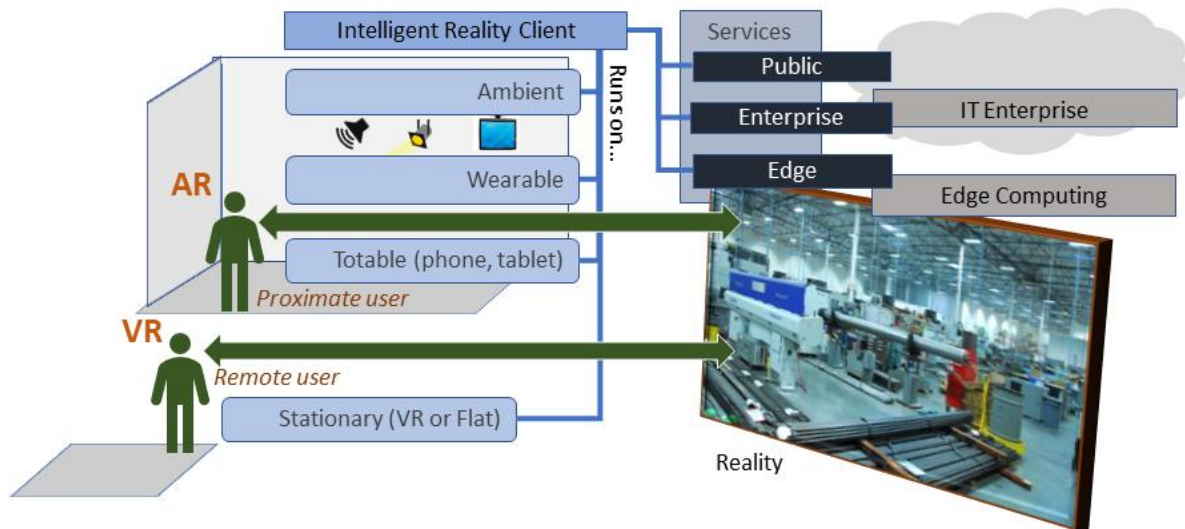 Intelligent Reality Client
Services
Public
Ambient
Runs on...
Enterprise
IT Enterprise
Wearable
Edge
AR
Edge Computing
Totable (phone, tablet)
Proximate user
VR
Remote user
Stationary (VR or Flat)
Reality